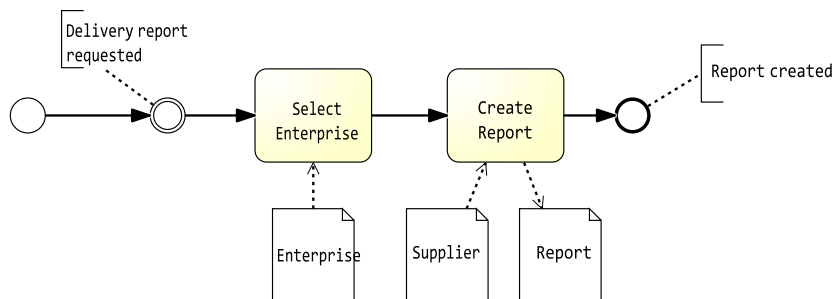 Delivery report
requested
Report created
Select
Enterprise
Create
Report
Enterprise
Supplier
Report